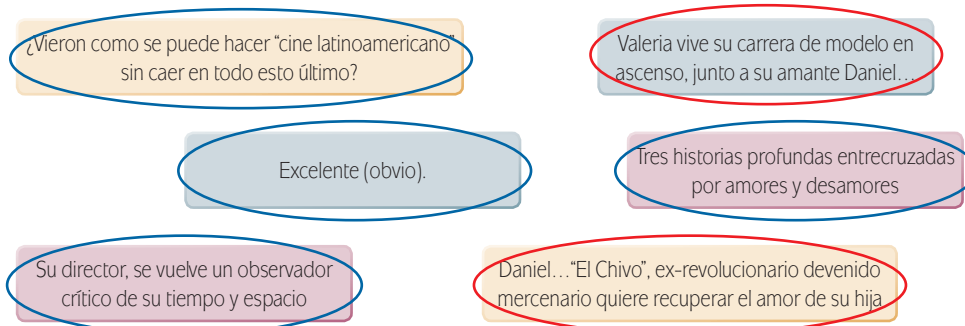 ¿Vieron como se puede hacer “cine latinoamericano”
sin caer en todo esto último?
Valeria vive su carrera de modelo en
ascenso, junto a su amante Daniel…
Excelente (obvio).
Tres historias profundas entrecruzadas
por amores y desamores
Su director, se vuelve un observador
crítico de su tiempo y espacio
Daniel…“El Chivo”, ex-revolucionario devenido
mercenario quiere recuperar el amor de su hija